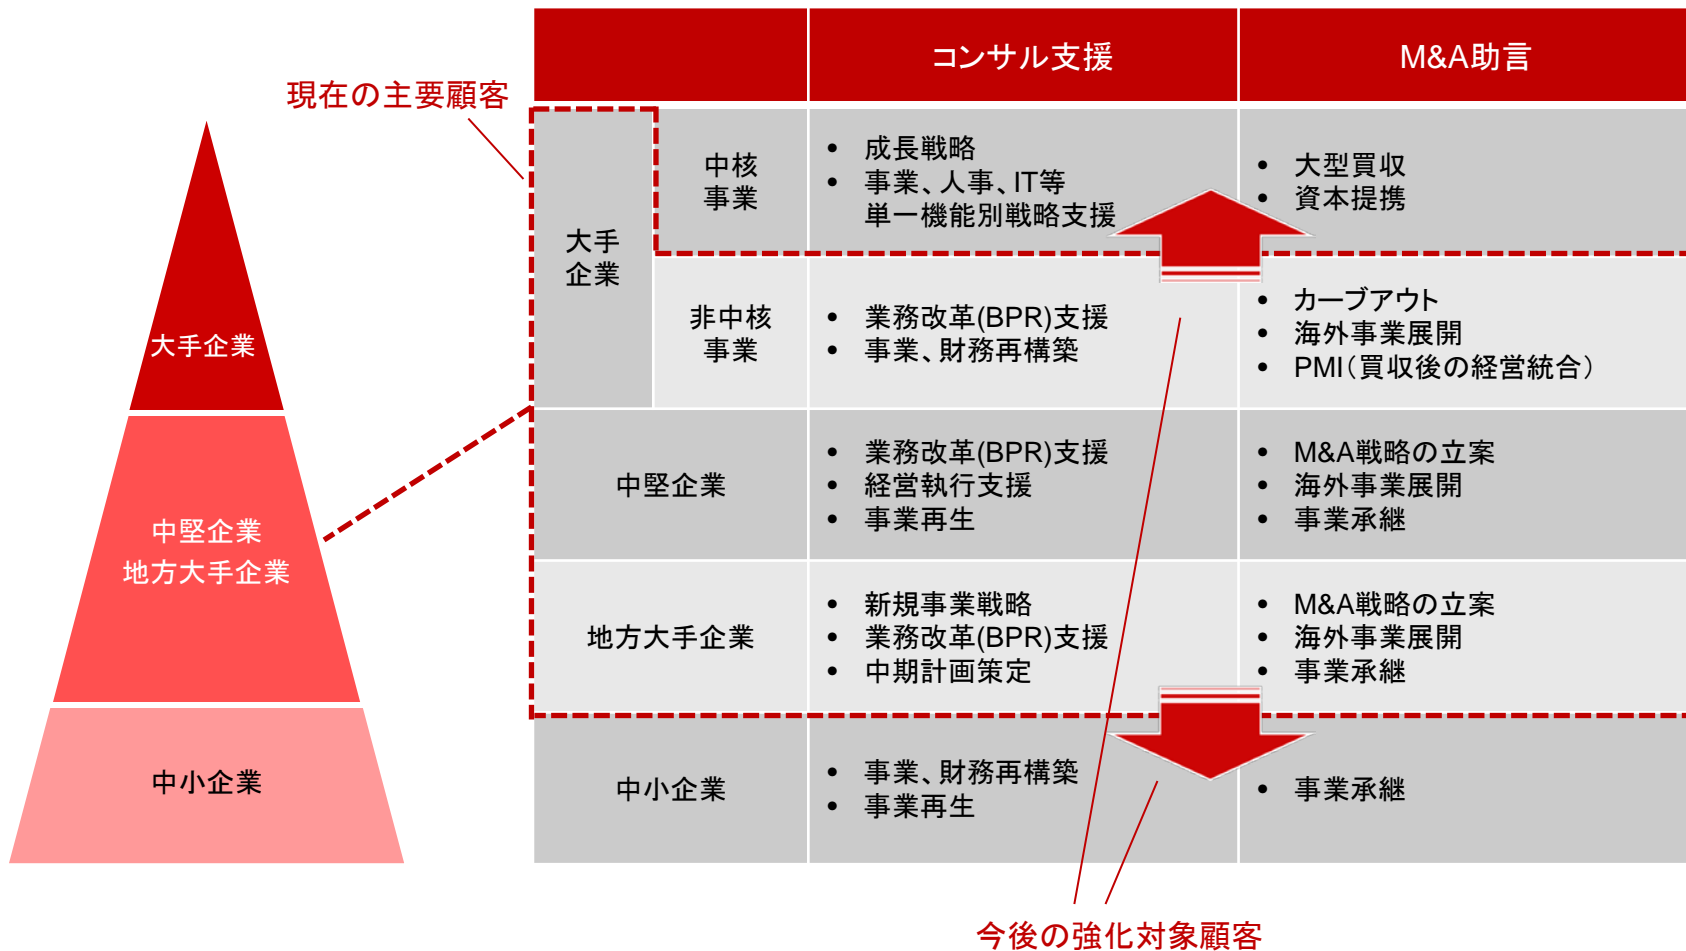 現在の主要顧客
大手企業
中堅企業
地方大手企業
中小企業
コンサル支援
M&A助言
大手
企業
中核
事業
• 成長戦略
• 事業、人事、IT等
単一機能別戦略支援
• 大型買収
• 資本提携
非中核
事業
• 業務改革(BPR)支援
• 事業、財務再構築
• カーブアウト
• 海外事業展開
• PMI(買収後の経営統合)
中堅企業
• 業務改革(BPR)支援
• 経営執行支援
• 事業再生
• M&A戦略の立案
• 海外事業展開
• 事業承継
地方大手企業
• 新規事業戦略
• 業務改革(BPR)支援
• 中期計画策定
• M&A戦略の立案
• 海外事業展開
• 事業承継
中小企業
• 事業、財務再構築
• 事業再生
• 事業承継
今後の強化対象顧客